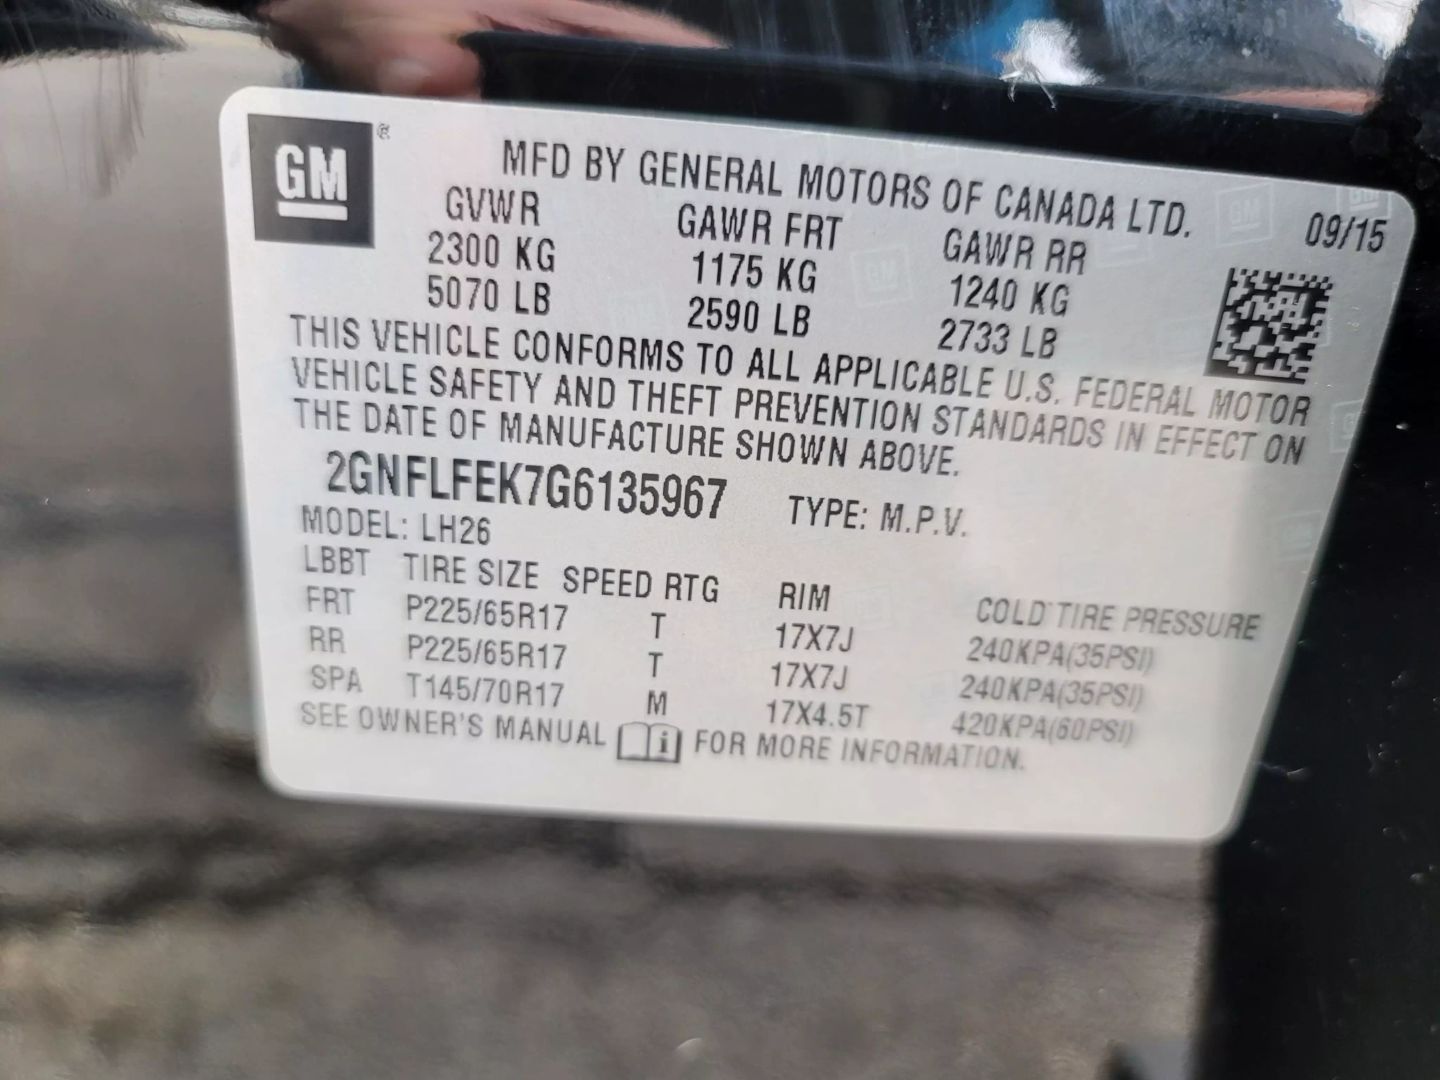 GM ®
MFD BY GENERAL MOTORS OF CANADA LTD.
09/15
GVWR GAWR FRT GAWR RR
2300 KG 1175 KG 1240 KG
5070 LB 2590 LB 2733 LB
THIS VEHICLE CONFORMS TO ALL APPLICABLE U.S. FEDERAL MOTOR
VEHICLE SAFETY AND THEFT PREVENTION STANDARDS IN EFFECT ON
THE DATE OF MANUFACTURE SHOWN ABOVE.
2GNFLFEK7G6135967 TYPE: M.P.V.
MODEL: LH26
LBBT TIRE SIZE SPEED RTG RIM COLD TIRE PRESSURE
FRT P225/65R17 T 17X7J 240KPA(35PSI)
RR P225/65R17 T 17X7J 240KPA(35PSI)
SPA T145/70R17 M 17X4.5T 420KPA(60PSI)
SEE OWNER'S MANUAL i FOR MORE INFORMATION.